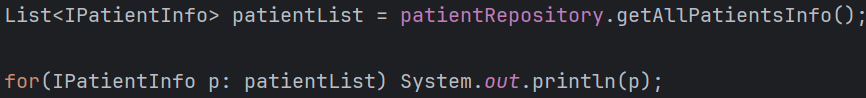 List<IPatientInfo> patientList = patientRepository.getAllPatientsInfo();
for(IPatientInfo p: patientList) System.out.println(p);